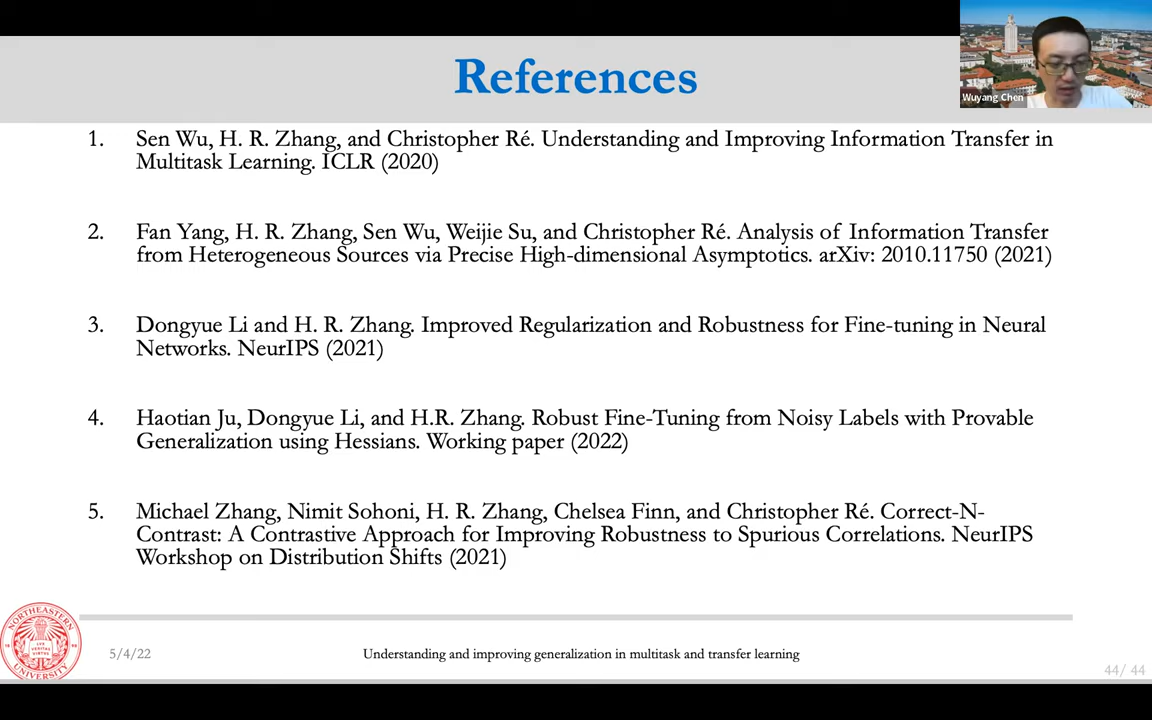 References
Wuyang Chen
1. Sen Wu, H. R. Zhang, and Christopher Ré. Understanding and Improving Information Transfer in
Multitask Learning. ICLR (2020)
2. Fan Yang, H. R. Zhang, Sen Wu, Weijie Su, and Christopher Ré. Analysis of Information Transfer
from Heterogeneous Sources via Precise High-dimensional Asymptotics. arXiv: 2010.11750 (2021)
3. Dongyue Li and H. R. Zhang. Improved Regularization and Robustness for Fine-tuning in Neural
Networks. NeurIPS (2021)
4. Haotian Ju, Dongyue Li, and H.R. Zhang. Robust Fine-Tuning from Noisy Labels with Provable
Generalization using Hessians. Working paper (2022)
5. Michael Zhang, Nimit Sohoni, H. R. Zhang, Chelsea Finn, and Christopher Ré. Correct-N-
Contrast: A Contrastive Approach for Improving Robustness to Spurious Correlations. NeurIPS
Workshop on Distribution Shifts (2021)
NORTHEASTERN
UNIVERSITY
5/4/22
Understanding and improving generalization in multitask and transfer learning
44/ 44